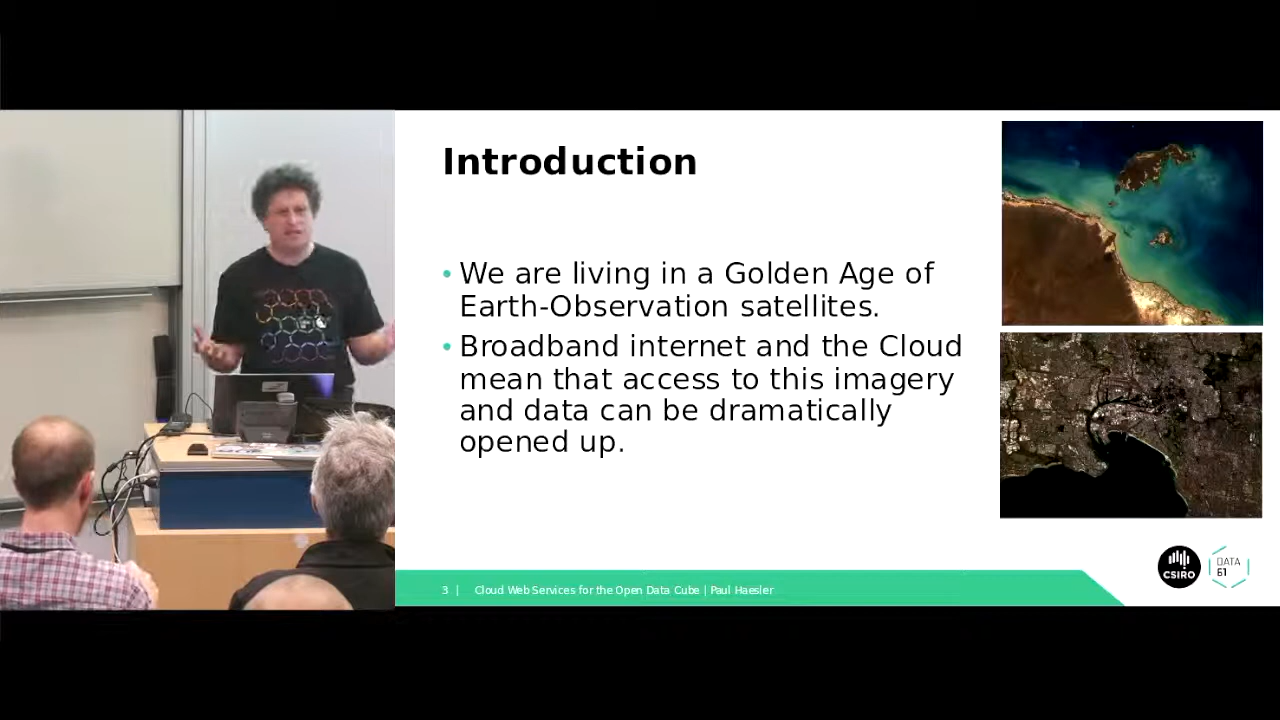 Introduction
• We are living in a Golden Age of
Earth-Observation satellites.
• Broadband internet and the Cloud
mean that access to this imagery
and data can be dramatically
opened up.
3 | Cloud Web Services for the Open Data Cube | Paul Haesler
CSIRO
DATA
61